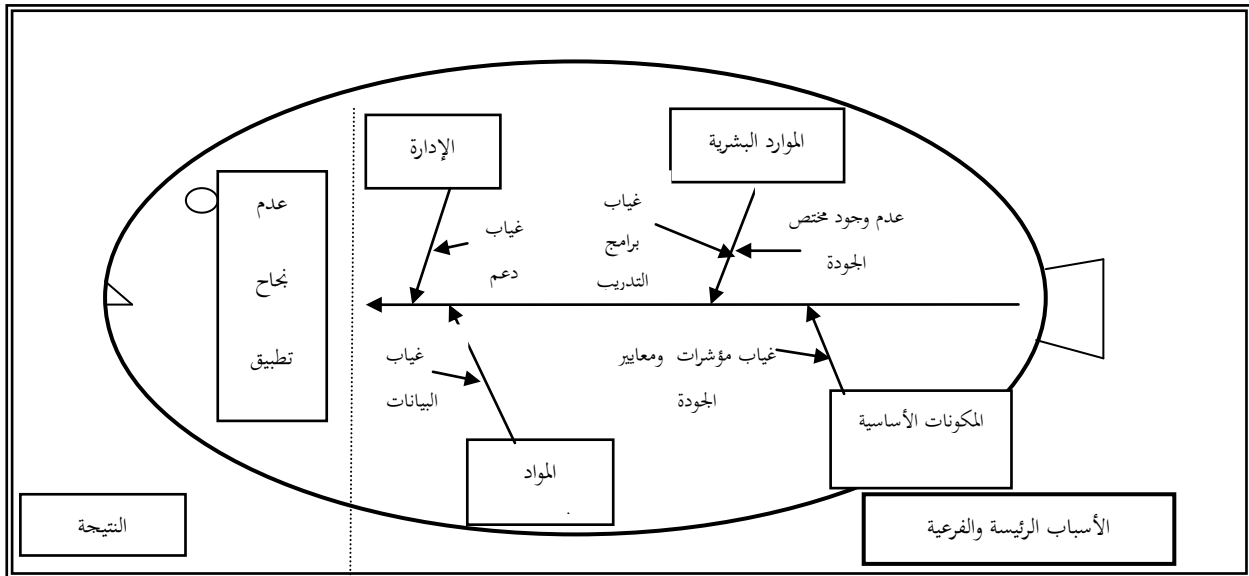 الموارد البشرية
الإدارة
عدم وجود مختص
الجودة
غياب
برامج
التدريب
غياب
دعم
عدم
نجاح
تطبيق
غياب مؤشرات ومعايير
الجودة
غياب
البيانات
المكونات الأساسية
المواد
الأسباب الرئيسة والفرعية
النتيجة